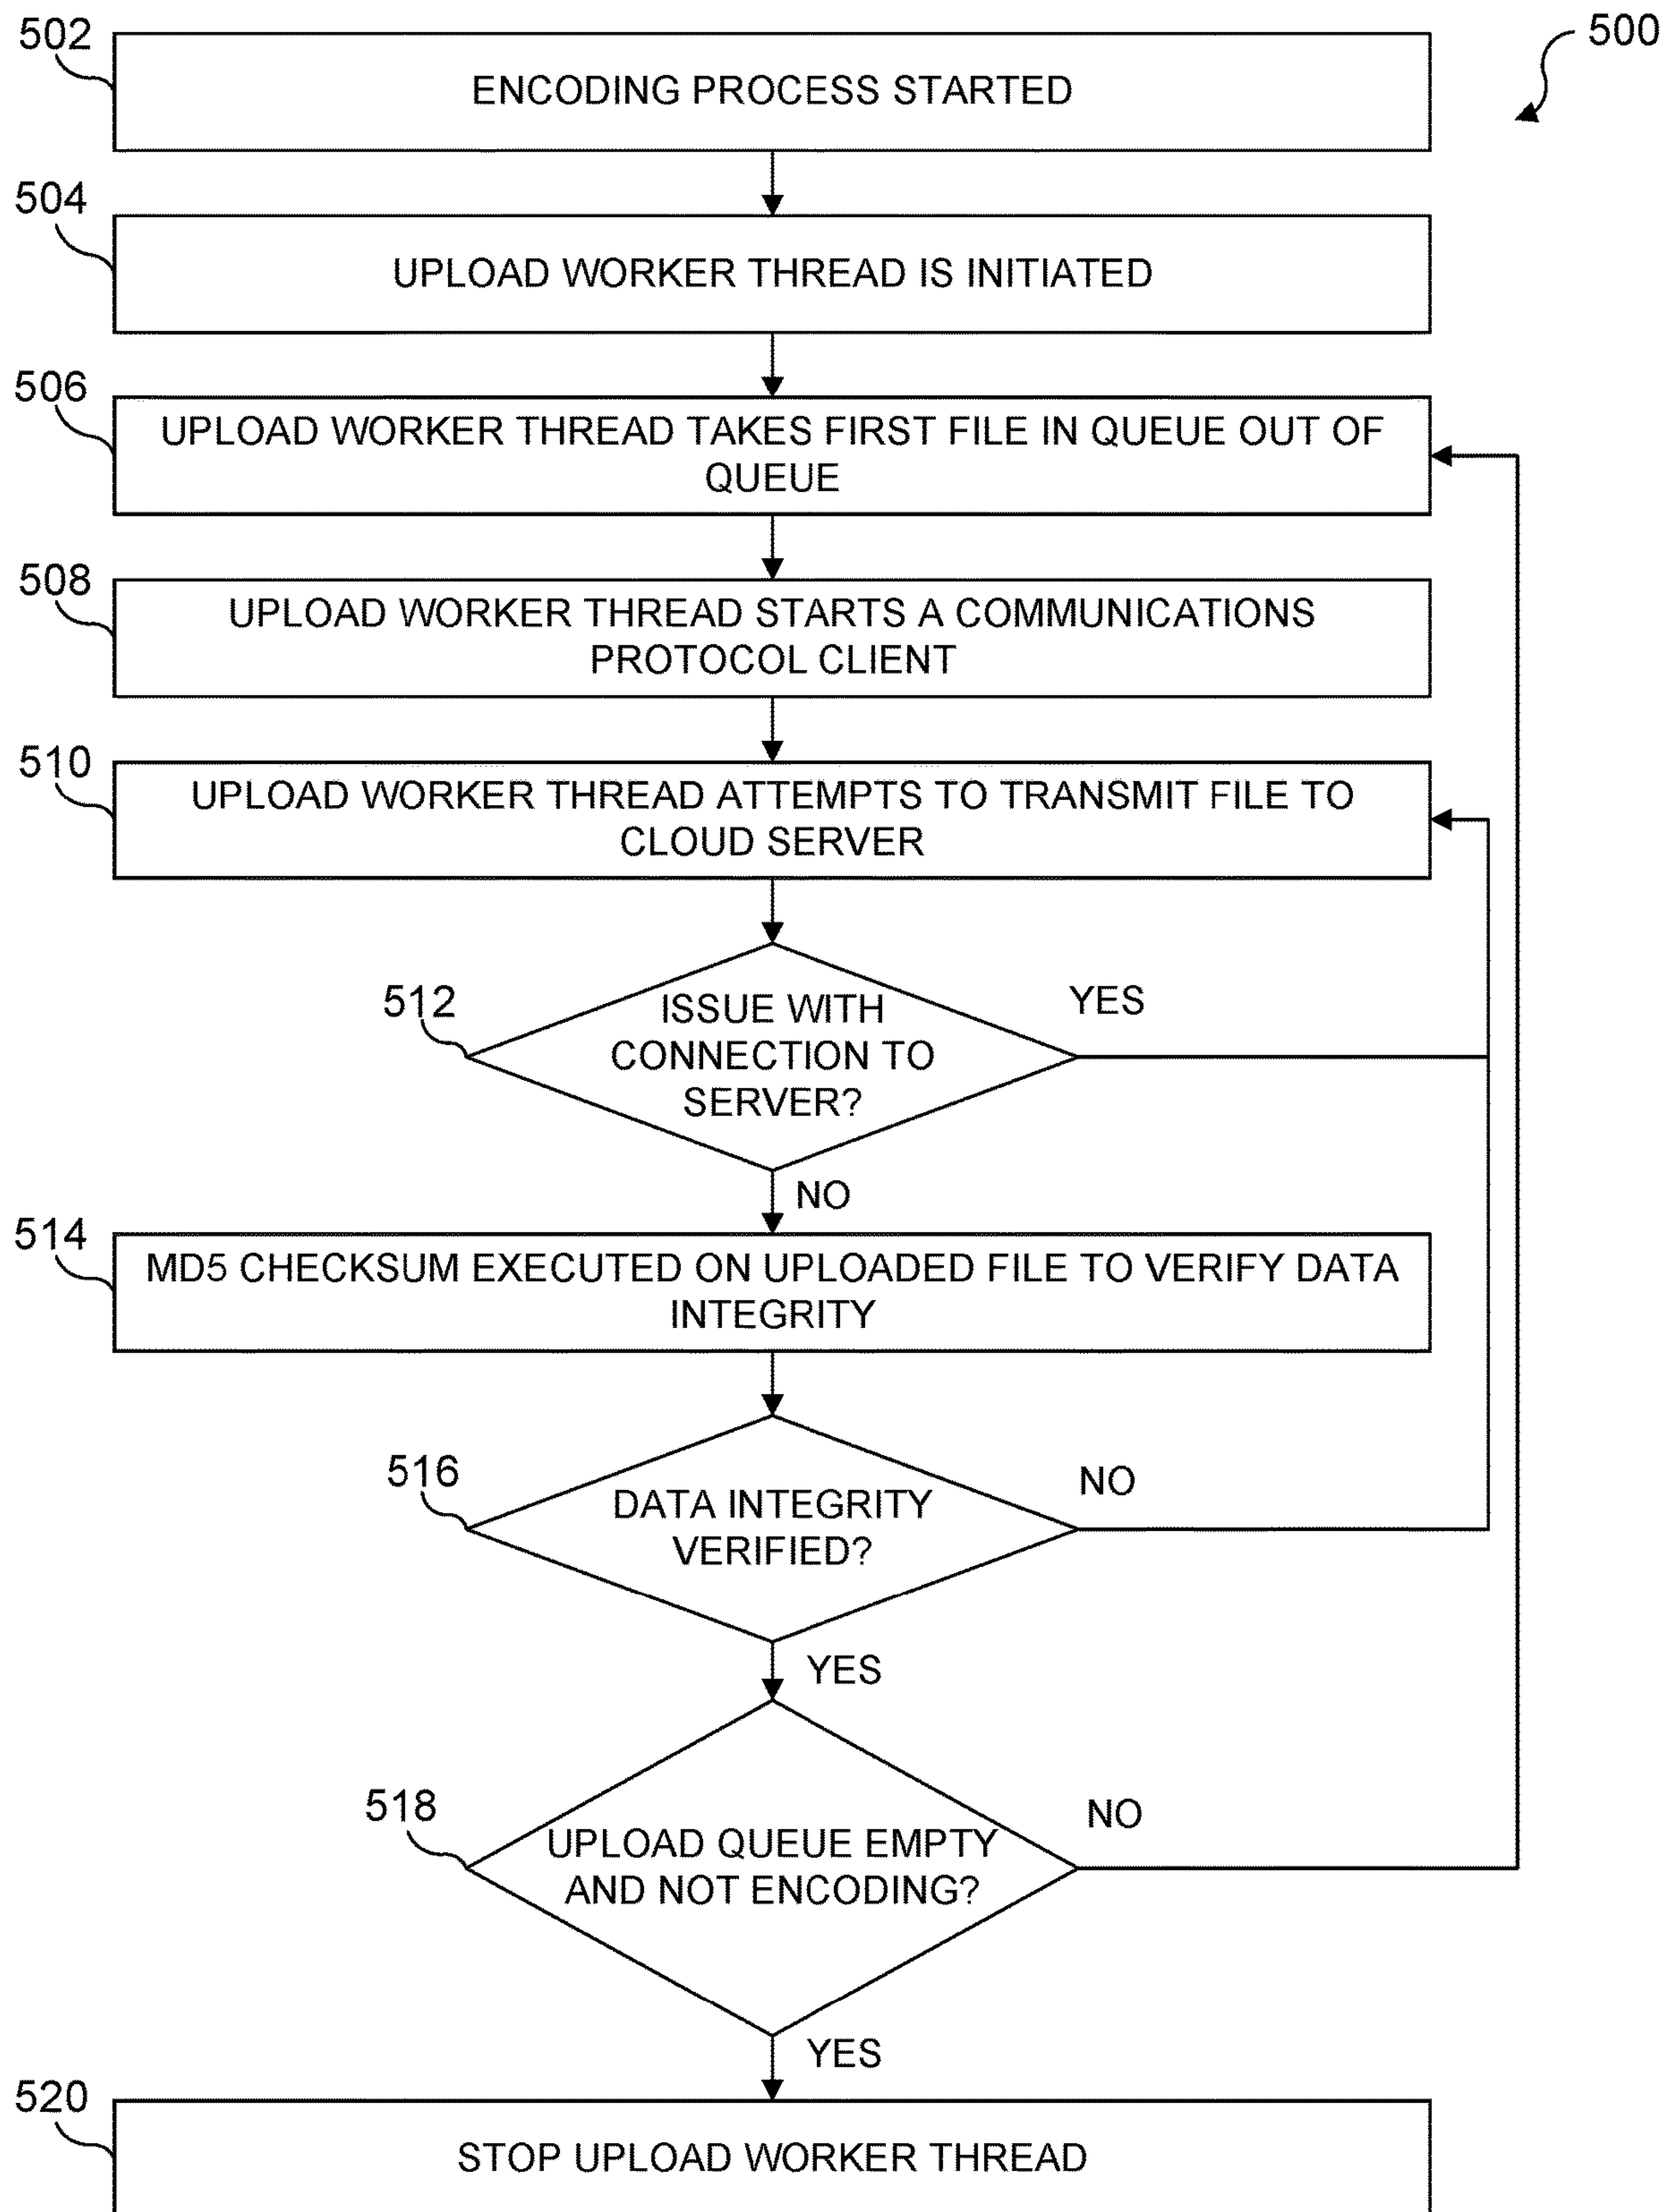 500
502
ENCODING PROCESS STARTED
504
UPLOAD WORKER THREAD IS INITIATED
506
UPLOAD WORKER THREAD TAKES FIRST FILE IN QUEUE OUT OF
QUEUE
508
UPLOAD WORKER THREAD STARTS A COMMUNICATIONS
PROTOCOL CLIENT
510
UPLOAD WORKER THREAD ATTEMPTS TO TRANSMIT FILE TO
CLOUD SERVER
512
ISSUE WITH
CONNECTION TO
SERVER?
YES
NO
514
MD5 CHECKSUM EXECUTED ON UPLOADED FILE TO VERIFY DATA
INTEGRITY
516
DATA INTEGRITY
VERIFIED?
NO
YES
518
UPLOAD QUEUE EMPTY
AND NOT ENCODING?
NO
YES
520
STOP UPLOAD WORKER THREAD